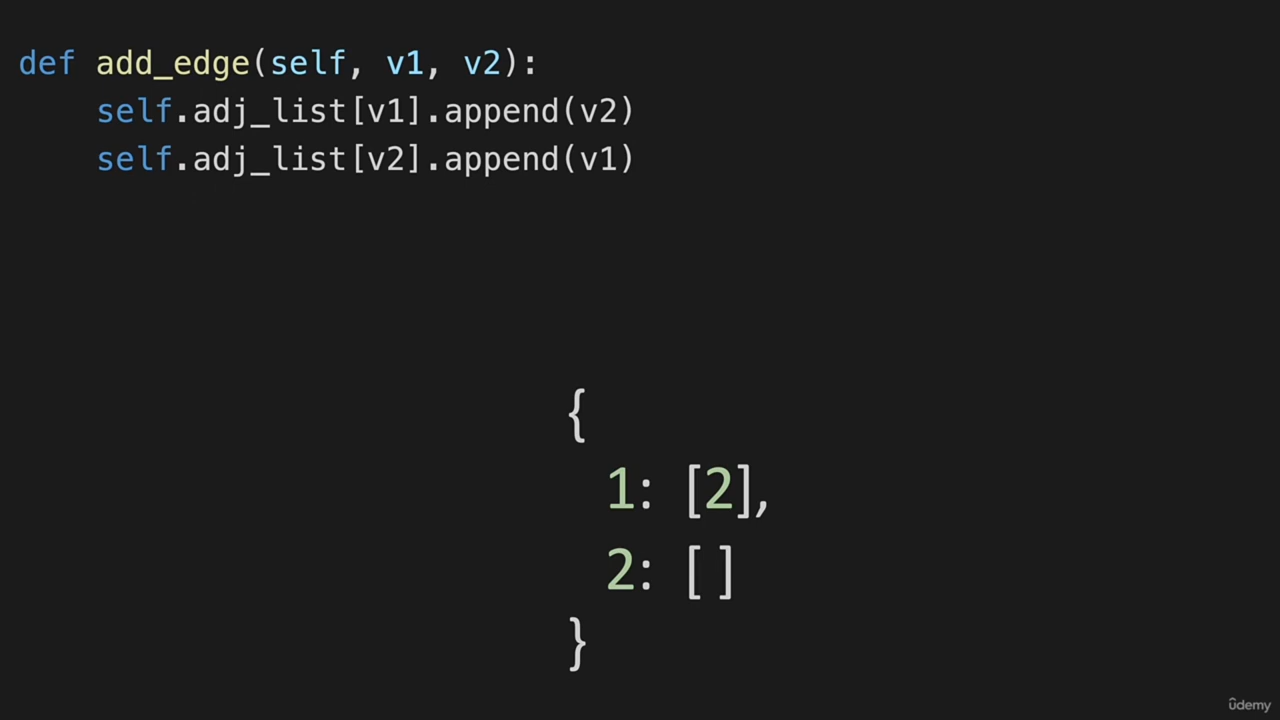 def add_edge(self, v1, v2):
    self.adj_list[v1].append(v2)
    self.adj_list[v2].append(v1)
{
  1: [2],
  2: [ ]
}
ûdemy